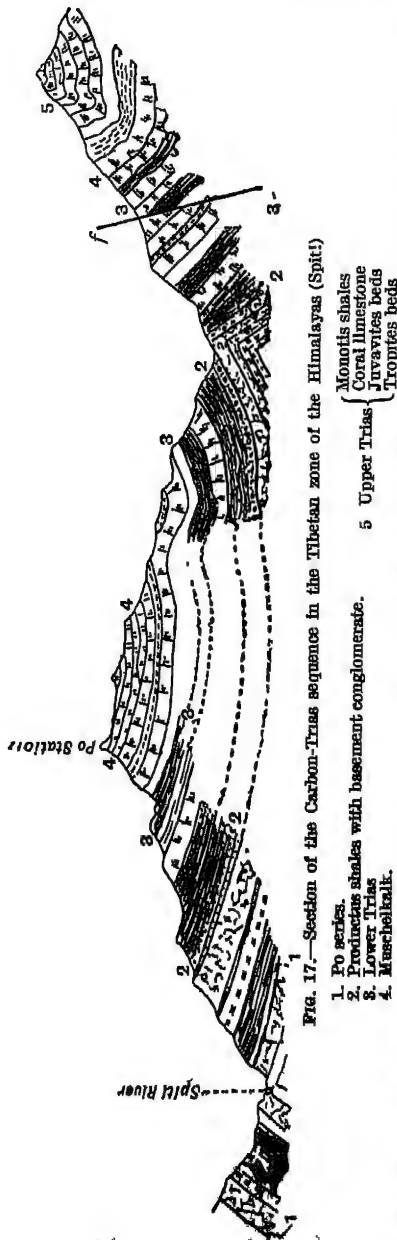 Spiti River
Po Station
1
1
2
2
3
3
4
4
3
2
2
3
f
3
4
5
FIG. 17.—Section of the Carbon-Trias sequence in the Tibetan zone of the Himalayas (Spiti)
1. Po series.
2. Productus shales with basement conglomerate.
3. Lower Trias
4. Muschelkalk.
5 Upper Trias { Monotis shales
Coral limestone
Juvavites beds
Tropites beds